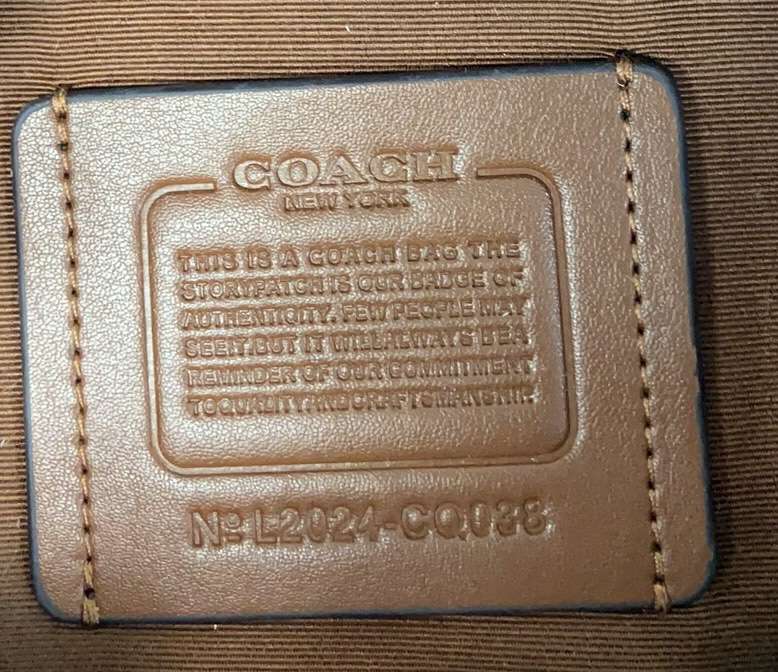 COACH
NEW YORK
THIS IS A COACH BAG THE
STORYPATCH IS OUR BADGE OF
AUTHENTICITY. FEW PEOPLE MAY
SEE IT.BUT IT WILL ALWAYS BE A
REMINDER OF OUR COMMITMENT
TO QUALITY AND CRAFTSMANSHIP.
Nº L2024-CQ038